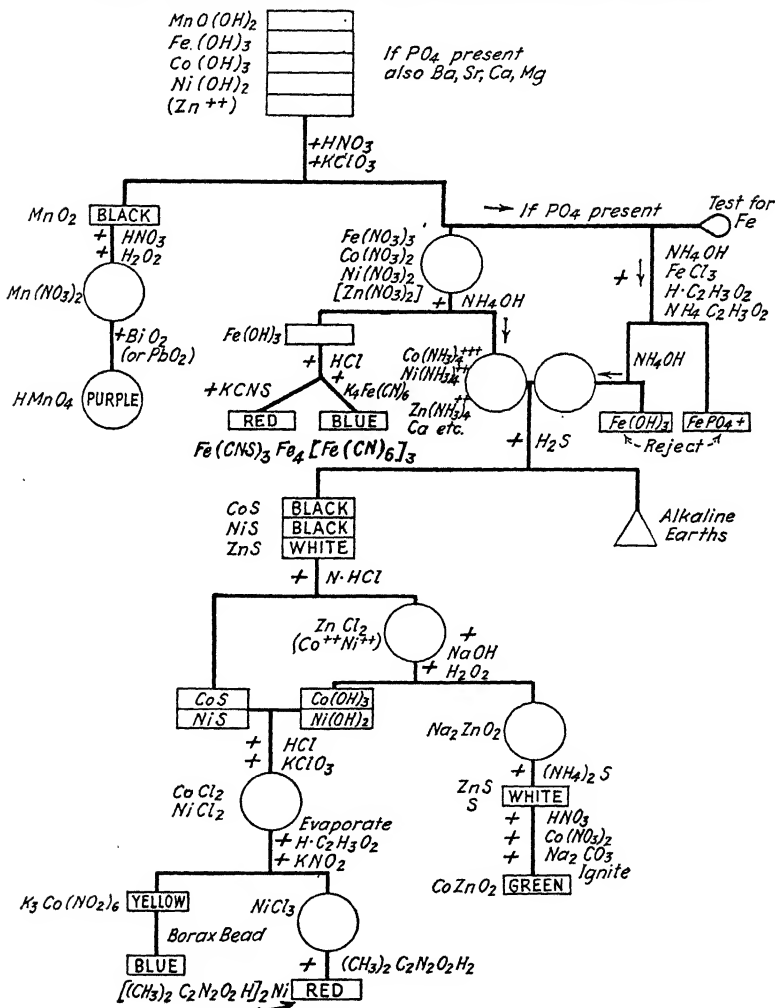 MnO(OH)2
Fe.(OH)3
Co(OH)3
Ni(OH)2
(Zn++)
If PO4 present
also Ba, Sr, Ca, Mg
+HNO3
+KClO3
MnO2 BLACK
+ HNO3
+ H2O2
Mn(NO3)2
+BiO2
(or PbO2)
HMnO4 PURPLE
→ If PO4 present
Test for
Fe
Fe(NO3)3
Co(NO3)2
Ni(NO3)2
[Zn(NO3)2]
+ NH4OH
NH4OH
+ FeCl3
H·C2H3O2
NH4C2H3O2
Fe(OH)3
+ HCl
+KCNS
+ K4Fe(CN)6
RED
BLUE
Fe(CNS)3 Fe4[Fe(CN)6]3
Co(NH3)4+++
Ni(NH3)4++
Zn(NH3)4++
Ca etc.
← NH4OH
Fe(OH)3
FePO4+
Reject
+ H2S
CoS BLACK
NiS BLACK
ZnS WHITE
Alkaline
Earths
+ N·HCl
ZnCl2
(Co++Ni++)
+ NaOH
+ H2O2
CoS
NiS
Co(OH)3
Ni(OH)2
Na2ZnO2
+ HCl
+ KClO3
+ (NH4)2S
ZnS
S
WHITE
CoCl2
NiCl2
+ HNO3
+ Co(NO3)2
+ Na2CO3
Ignite
Evaporate
+ H·C2H3O2
+ KNO2
CoZnO2 GREEN
K3Co(NO2)6 YELLOW
NiCl3
Borax Bead
BLUE
+ (CH3)2C2N2O2H2
[(CH3)2C2N2O2H]2Ni RED